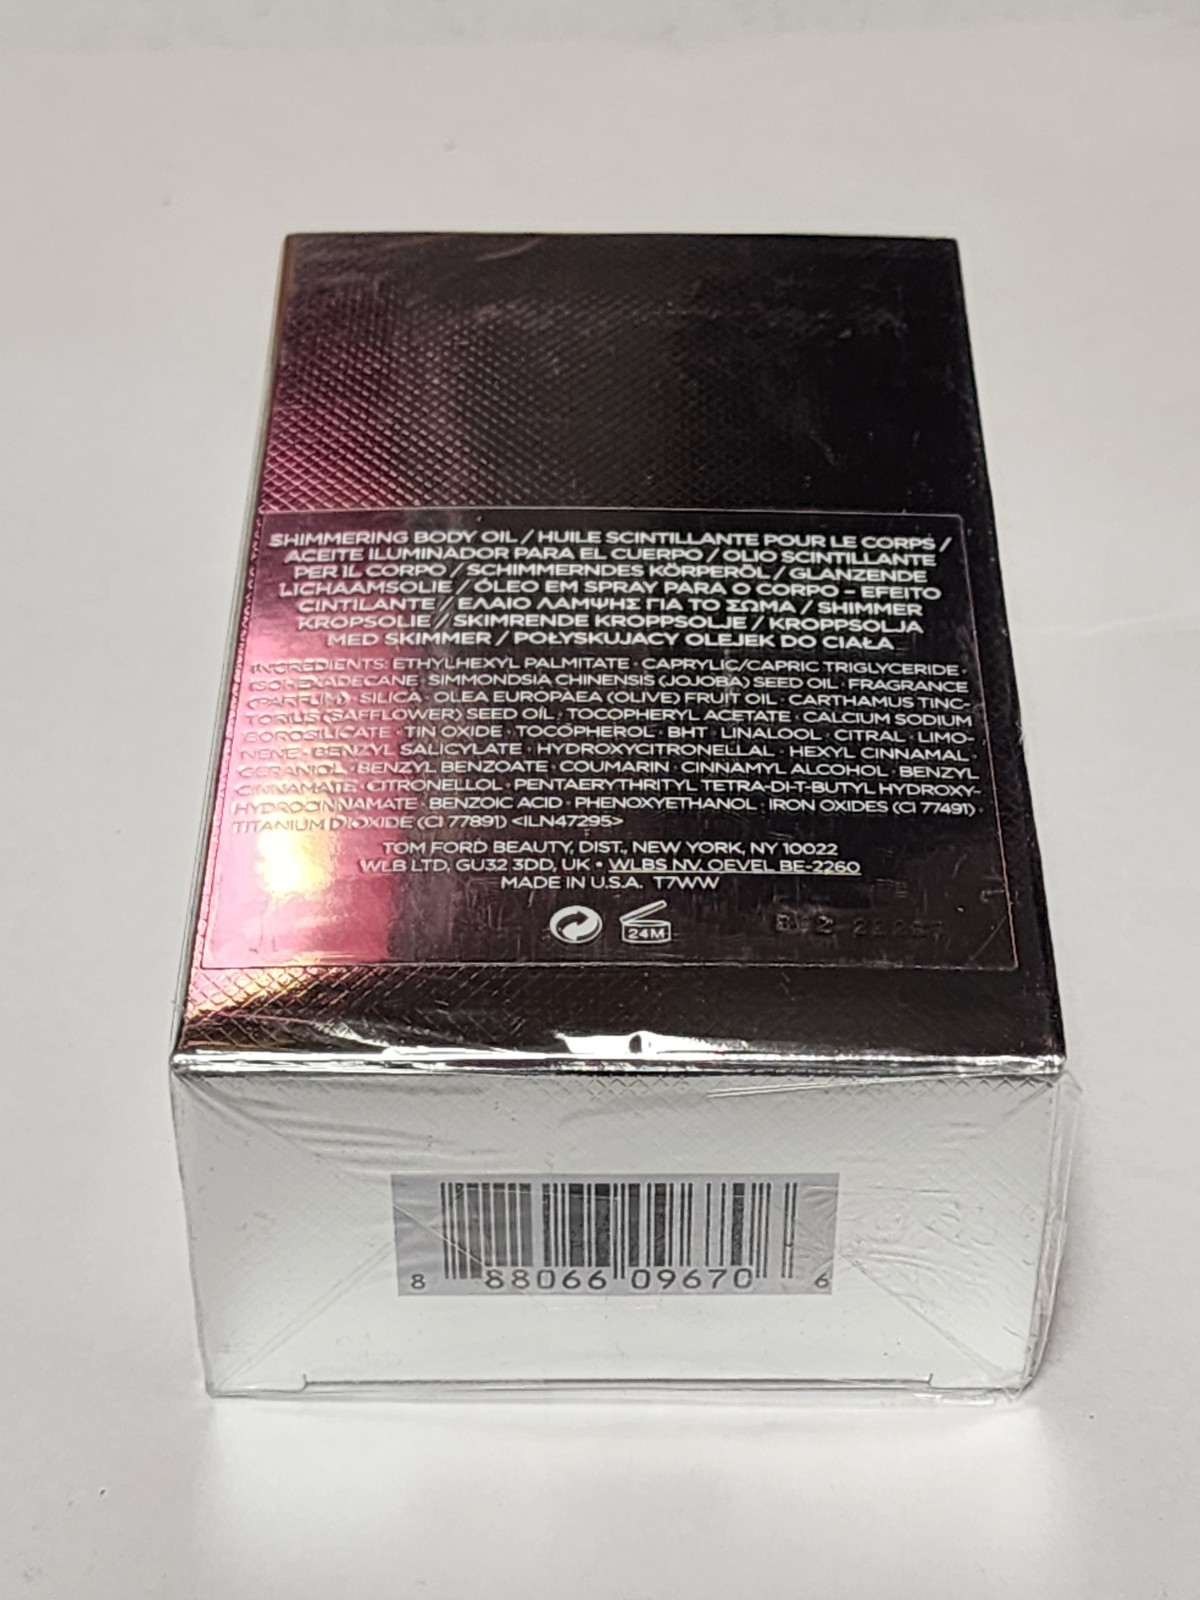 SHIMMERING BODY OIL / HUILE SCINTILLANTE POUR LE CORPS /
ACEITE ILUMINADOR PARA EL CUERPO / OLIO SCINTILLANTE
PER IL CORPO / SCHIMMERNDES KÖRPERÖL / GLANZENDE
LICHAAMSOLIE / ÓLEO EM SPRAY PARA O CORPO – EFEITO
CINTILANTE / ΕΛΑΙΟ ΛΑΜΨΗΣ ΓΙΑ ΤΟ ΣΩΜΑ / SHIMMER
KROPSOLIE / SKIMRENDE KROPPSOLJE / KROPPSOLJA
MED SKIMMER / POŁYSKUJĄCY OLEJEK DO CIAŁA
INGREDIENTS: ETHYLHEXYL PALMITATE · CAPRYLIC/CAPRIC TRIGLYCERIDE ·
ISOHEXADECANE · SIMMONDSIA CHINENSIS (JOJOBA) SEED OIL · FRAGRANCE
(PARFUM) · SILICA · OLEA EUROPAEA (OLIVE) FRUIT OIL · CARTHAMUS TINC-
TORIUS (SAFFLOWER) SEED OIL · TOCOPHERYL ACETATE · CALCIUM SODIUM
BOROSILICATE · TIN OXIDE · TOCOPHEROL · BHT · LINALOOL · CITRAL · LIMO-
NENE · BENZYL SALICYLATE · HYDROXYCITRONELLAL · HEXYL CINNAMAL ·
GERANIOL · BENZYL BENZOATE · COUMARIN · CINNAMYL ALCOHOL · BENZYL
CINNAMATE · CITRONELLOL · PENTAERYTHRITYL TETRA-DI-T-BUTYL HYDROXY-
HYDROCINNAMATE · BENZOIC ACID · PHENOXYETHANOL · IRON OXIDES (CI 77491) ·
TITANIUM DIOXIDE (CI 77891) <ILN47295>
TOM FORD BEAUTY, DIST., NEW YORK, NY 10022
WLB LTD, GU32 3DD, UK • WLBS NV. OEVEL BE-2260
MADE IN U.S.A. T7WW
24M
8 88066 09670 6